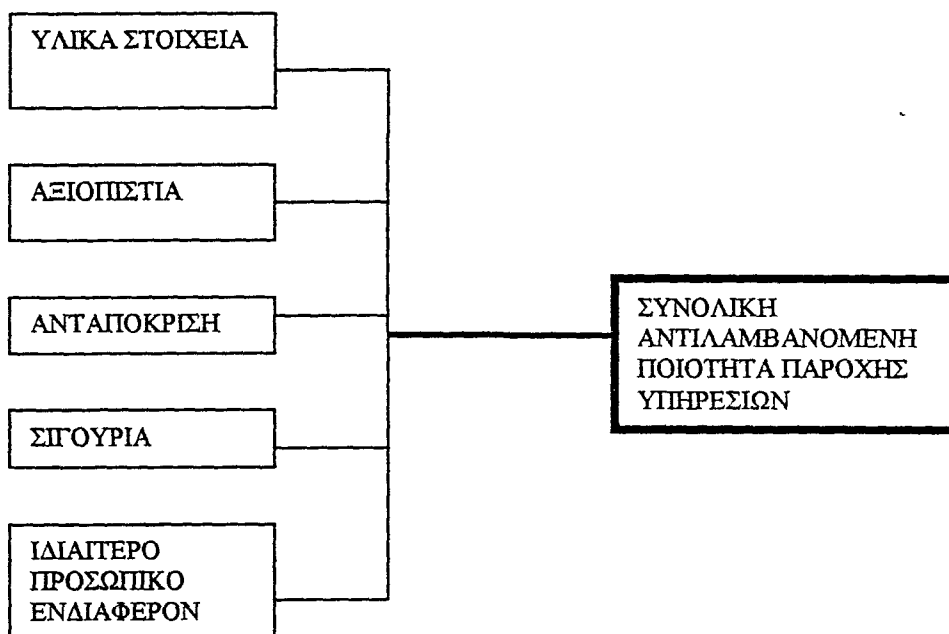 ΥΛΙΚΑ ΣΤΟΙΧΕΙΑ
ΑΞΙΟΠΙΣΤΙΑ
ΑΝΤΑΠΟΚΡΙΣΗ
ΣΙΓΟΥΡΙΑ
ΙΔΙΑΙΤΕΡΟ
ΠΡΟΣΩΠΙΚΟ
ΕΝΔΙΑΦΕΡΟΝ
ΣΥΝΟΛΙΚΗ
ΑΝΤΙΛΑΜΒΑΝΟΜΕΝΗ
ΠΟΙΟΤΗΤΑ ΠΑΡΟΧΗΣ
ΥΠΗΡΕΣΙΩΝ